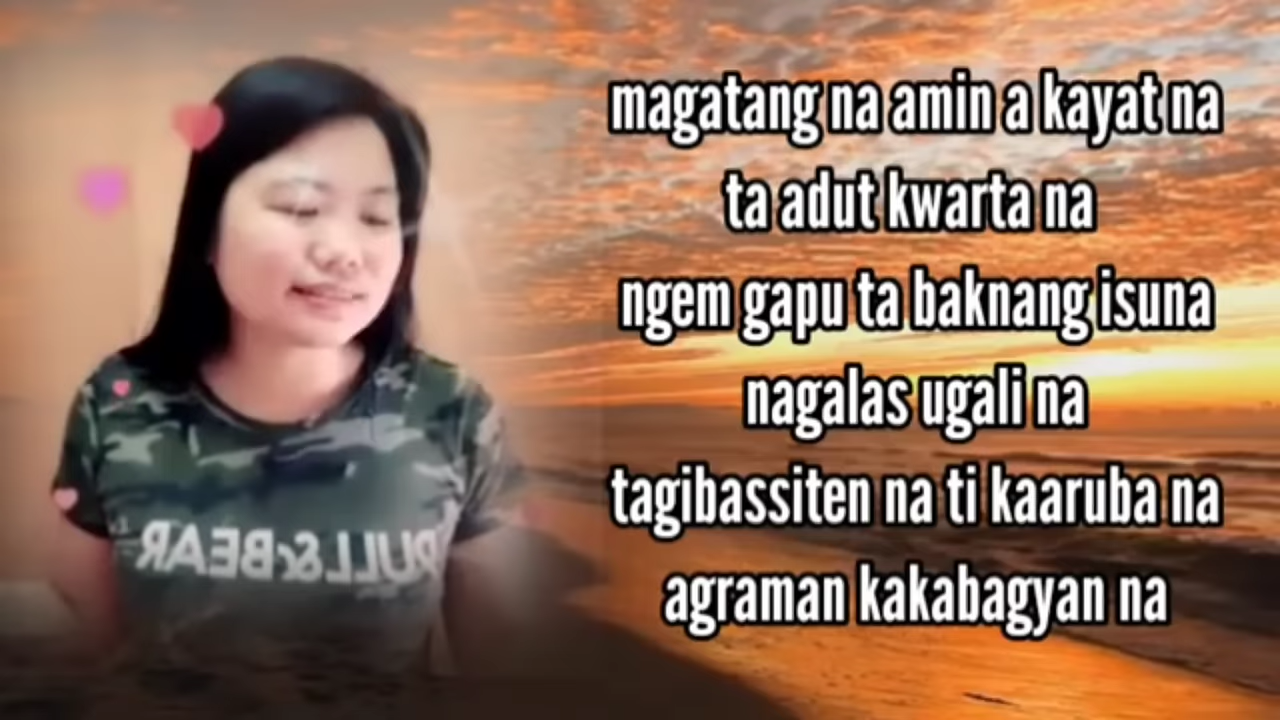 magatang na amin a kayat na
ta adut kwarta na
ngem gapu ta baknang isuna
nagalas ugali na
tagibassiten na ti kaaruba na
agraman kakabagyan na
PULL&BEAR